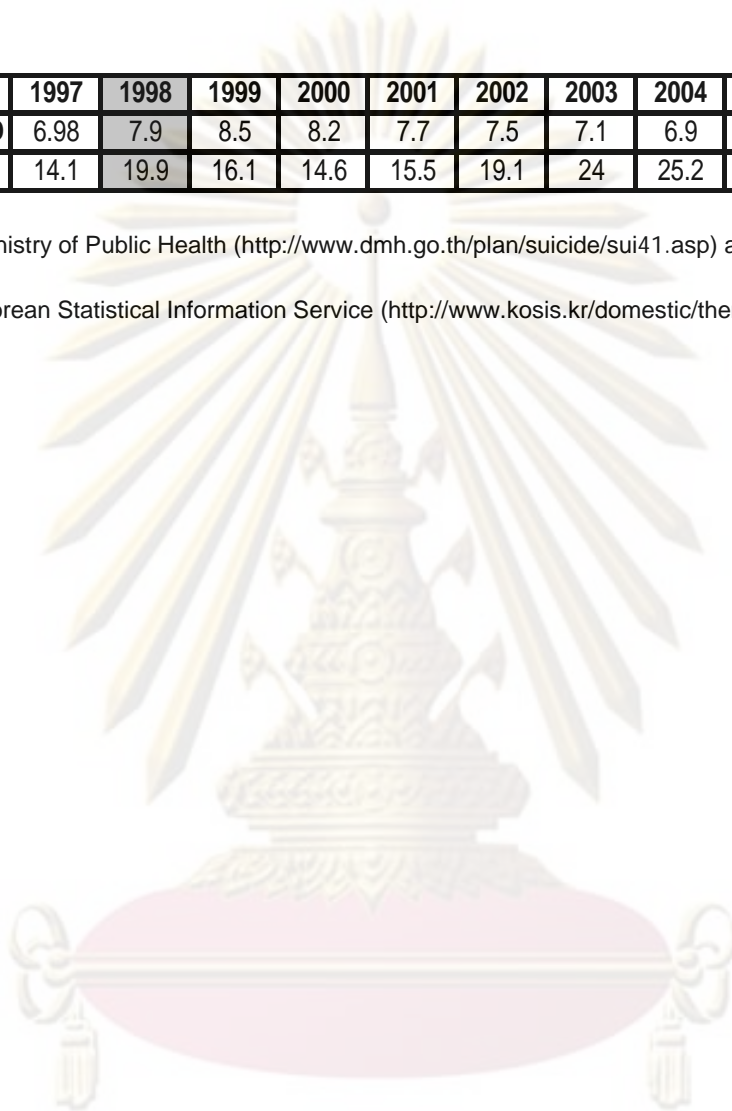 1997 1998 1999 2000 2001 2002 2003 2004
6.98 7.9 8.5 8.2 7.7 7.5 7.1 6.9
14.1 19.9 16.1 14.6 15.5 19.1 24 25.2
of Public Health (http://www.dmh.go.th/plan/suicide/sui41.asp)
Statistical Information Service (http://www.kosis.kr/domestic/the